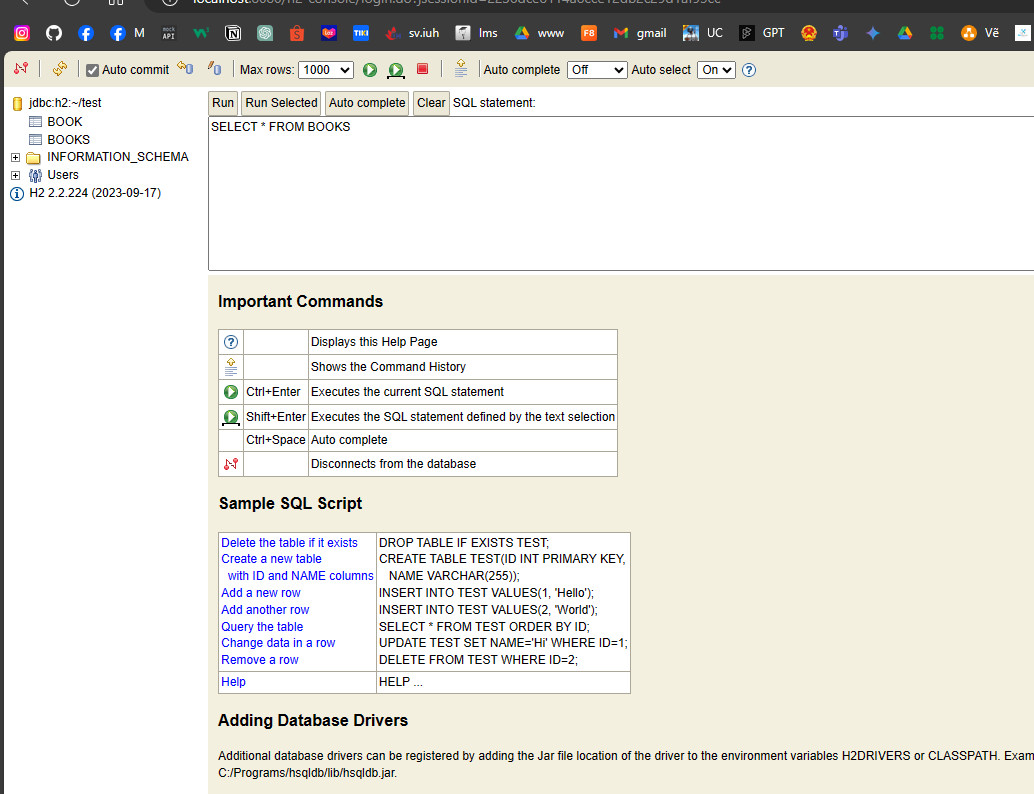 M
MOCK API
TIKI
sv.iuh
lms
www
F8
gmail
UC
GPT
Vẽ
Auto commit
Max rows: 1000
Auto complete Off
Auto select On
jdbc:h2:~/test
BOOK
BOOKS
INFORMATION_SCHEMA
Users
H2 2.2.224 (2023-09-17)
Run Run Selected Auto complete Clear SQL statement:
SELECT * FROM BOOKS
Important Commands
Displays this Help Page
Shows the Command History
Ctrl+Enter Executes the current SQL statement
Shift+Enter Executes the SQL statement defined by the text selection
Ctrl+Space Auto complete
Disconnects from the database
Sample SQL Script
Delete the table if it exists DROP TABLE IF EXISTS TEST;
Create a new table CREATE TABLE TEST(ID INT PRIMARY KEY,
with ID and NAME columns NAME VARCHAR(255));
Add a new row INSERT INTO TEST VALUES(1, 'Hello');
Add another row INSERT INTO TEST VALUES(2, 'World');
Query the table SELECT * FROM TEST ORDER BY ID;
Change data in a row UPDATE TEST SET NAME='Hi' WHERE ID=1;
Remove a row DELETE FROM TEST WHERE ID=2;
Help HELP ...
Adding Database Drivers
Additional database drivers can be registered by adding the Jar file location of the driver to the environment variables H2DRIVERS or CLASSPATH. Exam
C:/Programs/hsqldb/lib/hsqldb.jar.